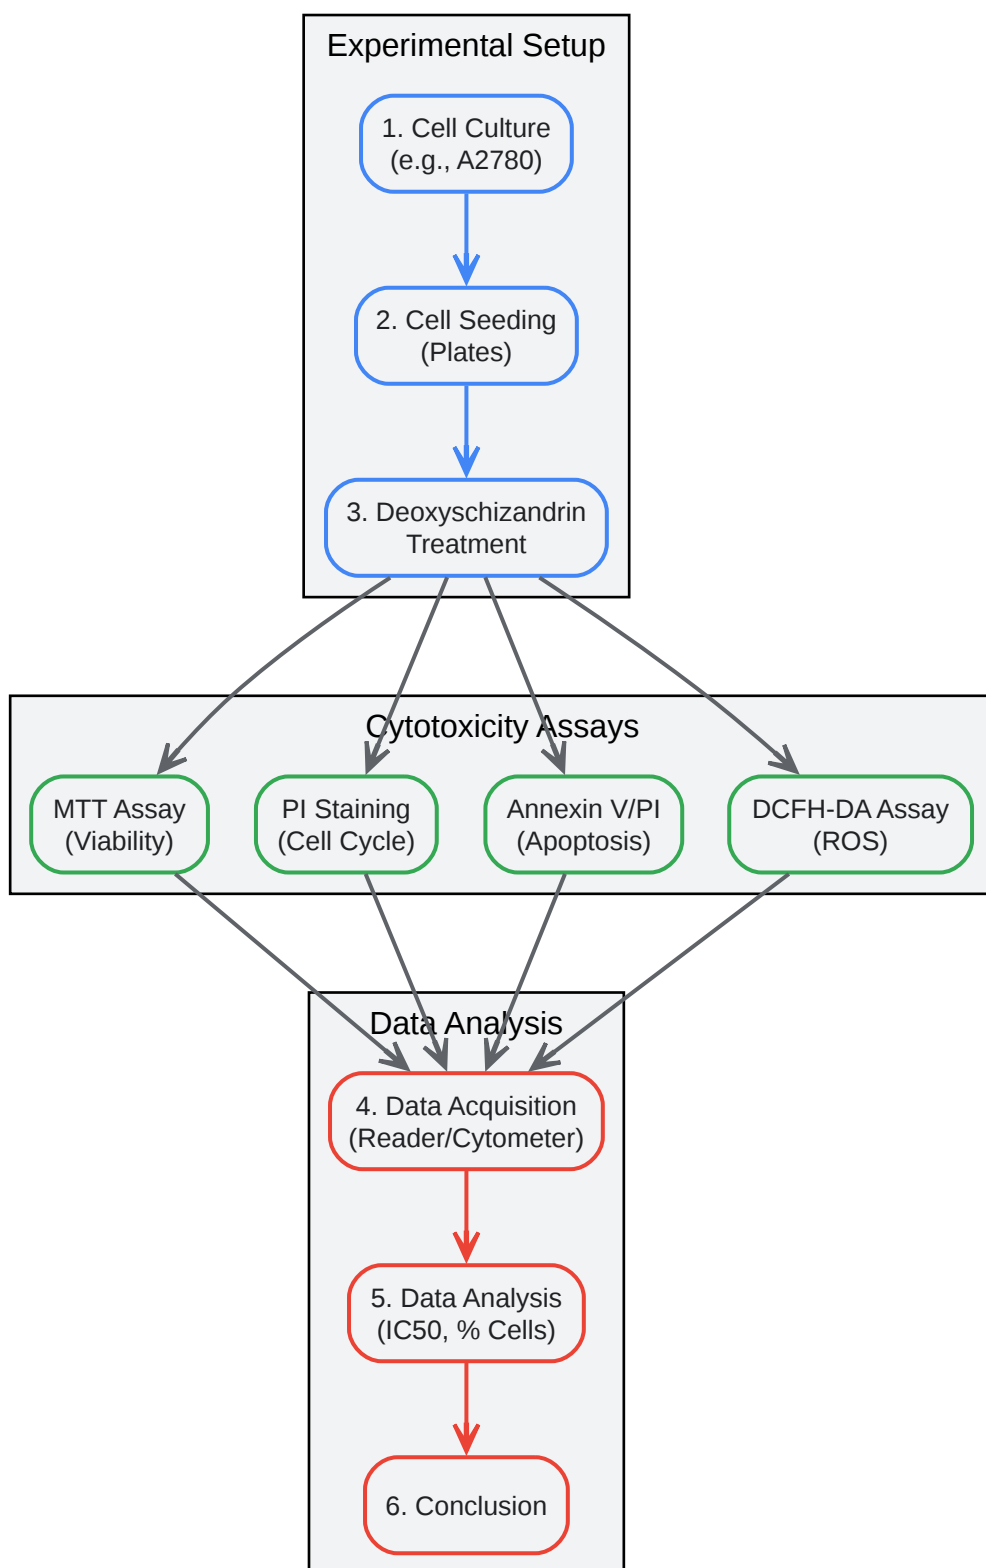 Experimental Setup
1. Cell Culture
(e.g., A2780)
2. Cell Seeding
(Plates)
3. Deoxyschizandrin
Treatment
Cytotoxicity Assays
MTT Assay
(Viability)
PI Staining
(Cell Cycle)
Annexin V/PI
(Apoptosis)
DCFH-DA Assay
(ROS)
Data Analysis
4. Data Acquisition
(Reader/Cytometer)
5. Data Analysis
(IC50, % Cells)
6. Conclusion